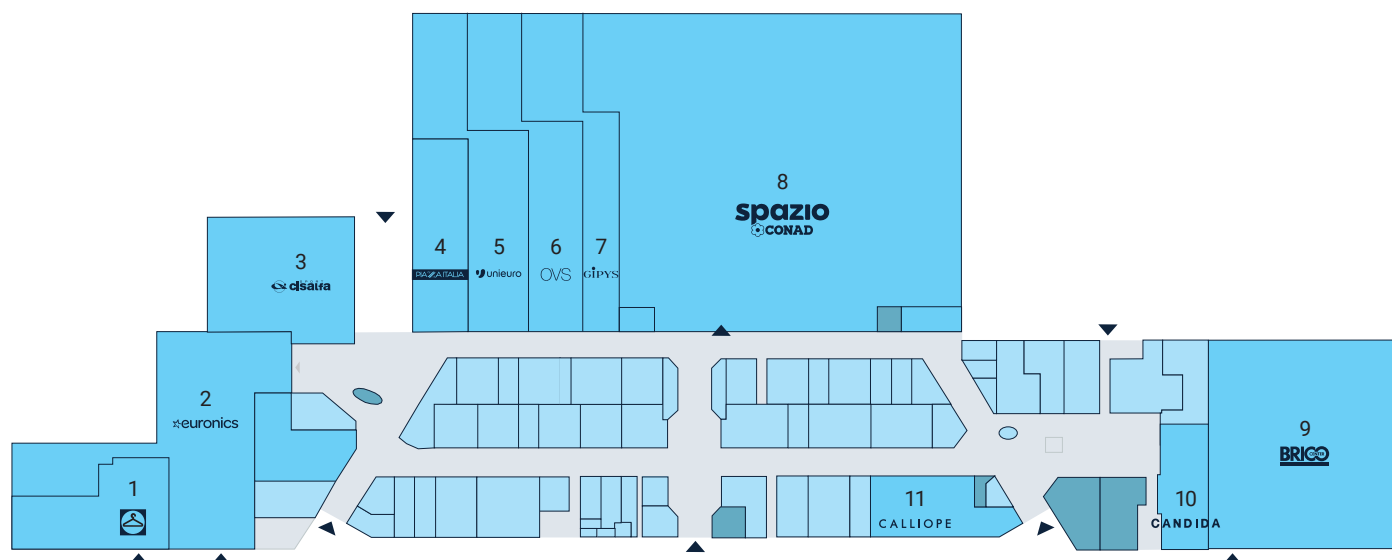 8
spazio
CONAD
4
5
6
7
PIAZZA ITALIA
unieuro
OVS
GIPYS
3
cisalfa
2
euronics
9
BRICO
CENTER
1
11
CALLIOPE
10
CANDIDA